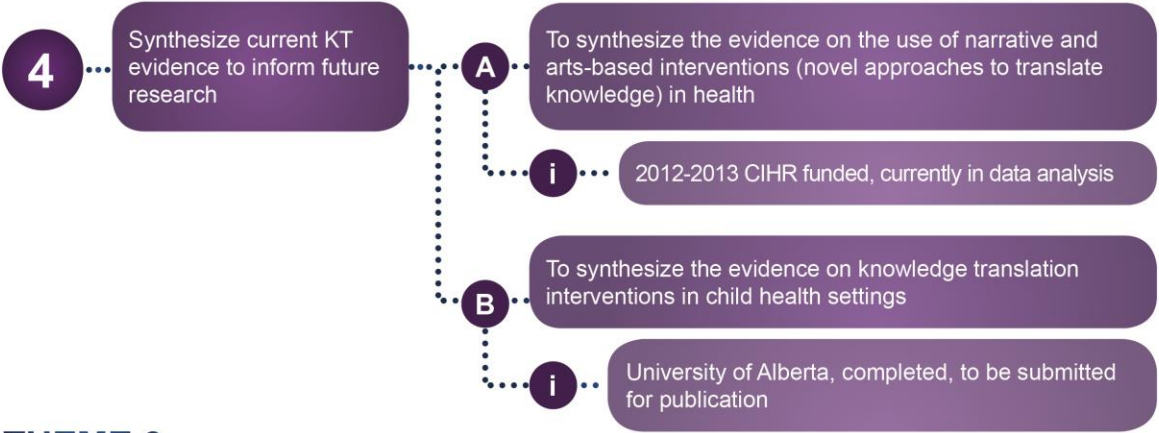 4
Synthesize current KT
evidence to inform future
research
A
To synthesize the evidence on the use of narrative and
arts-based interventions (novel approaches to translate
knowledge) in health
i
2012-2013 CIHR funded, currently in data analysis
B
To synthesize the evidence on knowledge translation
interventions in child health settings
i
University of Alberta, completed, to be submitted
for publication